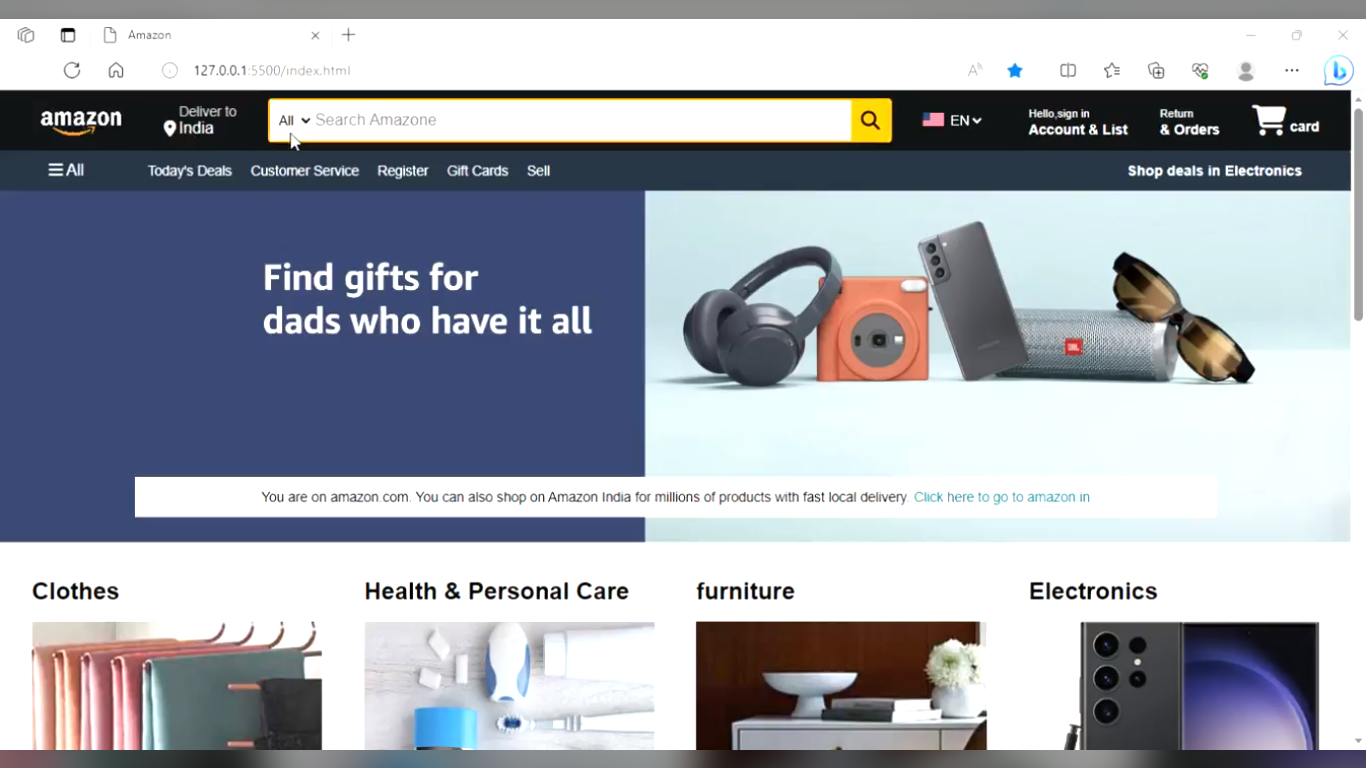 Amazon
127.0.0.1:5500/index.html
amazon
Deliver to
India
All
Search Amazone
EN
Hello,sign in
Account & List
Return
& Orders
card
All
Today's Deals
Customer Service
Register
Gift Cards
Sell
Shop deals in Electronics
Find gifts for
dads who have it all
JBL
You are on amazon.com. You can also shop on Amazon India for millions of products with fast local delivery. Click here to go to amazon in
Clothes
Health & Personal Care
furniture
Electronics